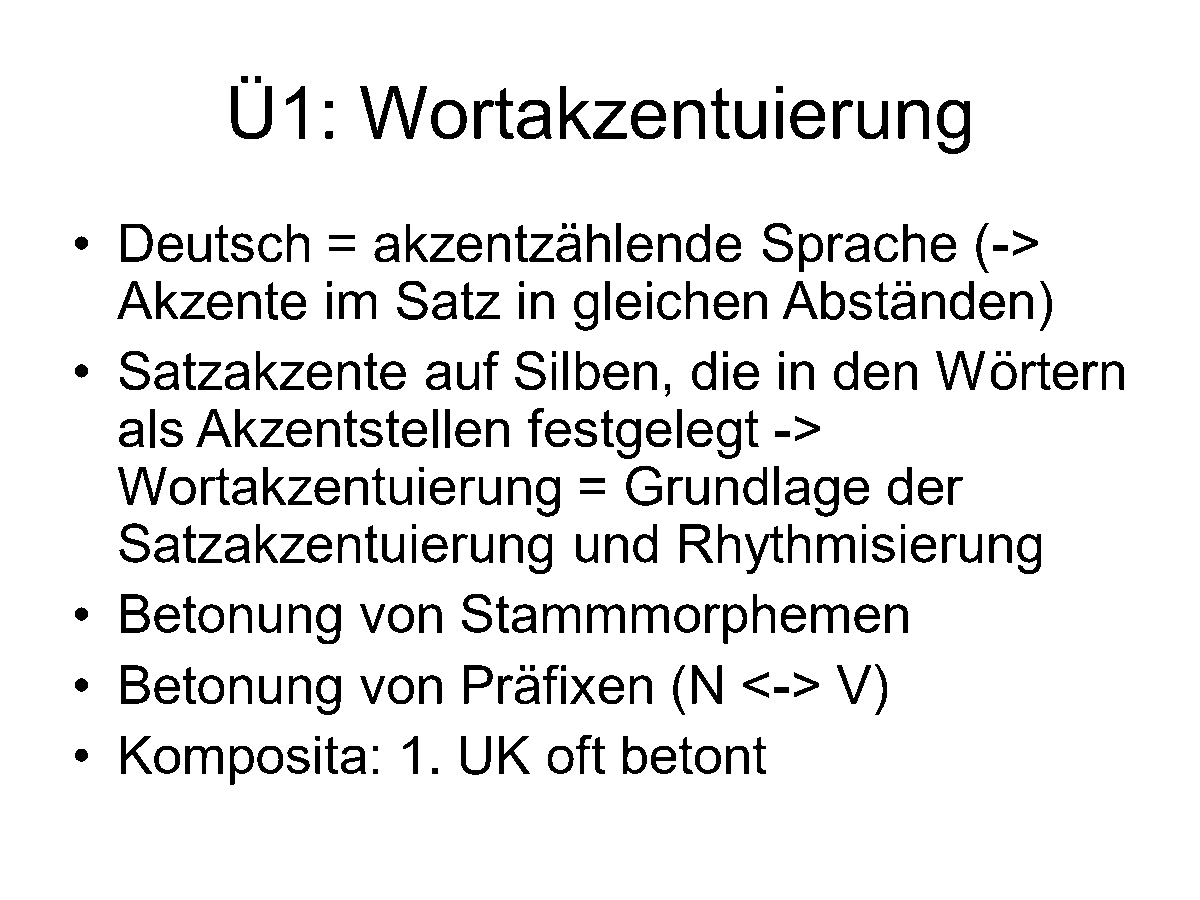 Ü1: Wortakzentuierung
• Deutsch = akzentzählende Sprache (->
Akzente im Satz in gleichen Abständen)
• Satzakzente auf Silben, die in den Wörtern
als Akzentstellen festgelegt ->
Wortakzentuierung = Grundlage der
Satzakzentuierung und Rhythmisierung
• Betonung von Stammmorphemen
• Betonung von Präfixen (N <-> V)
• Komposita: 1. UK oft betont